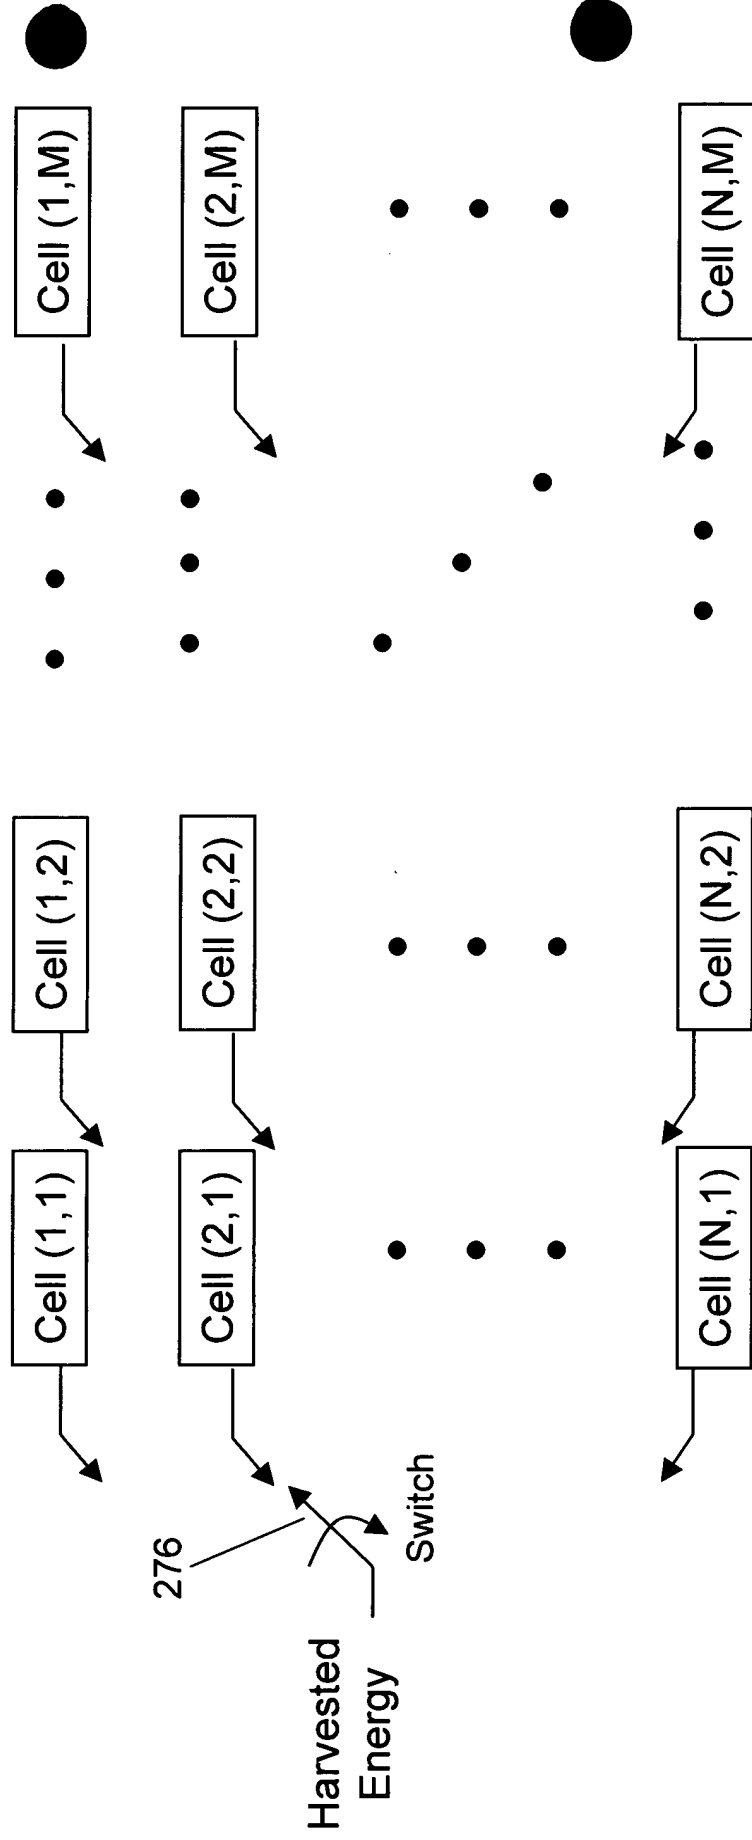 Cell (1,1)
Cell (1,2)
Cell (1,M)
Cell (2,1)
Cell (2,2)
Cell (2,M)
276
Harvested
Energy
Switch
Cell (N,1)
Cell (N,2)
Cell (N,M)